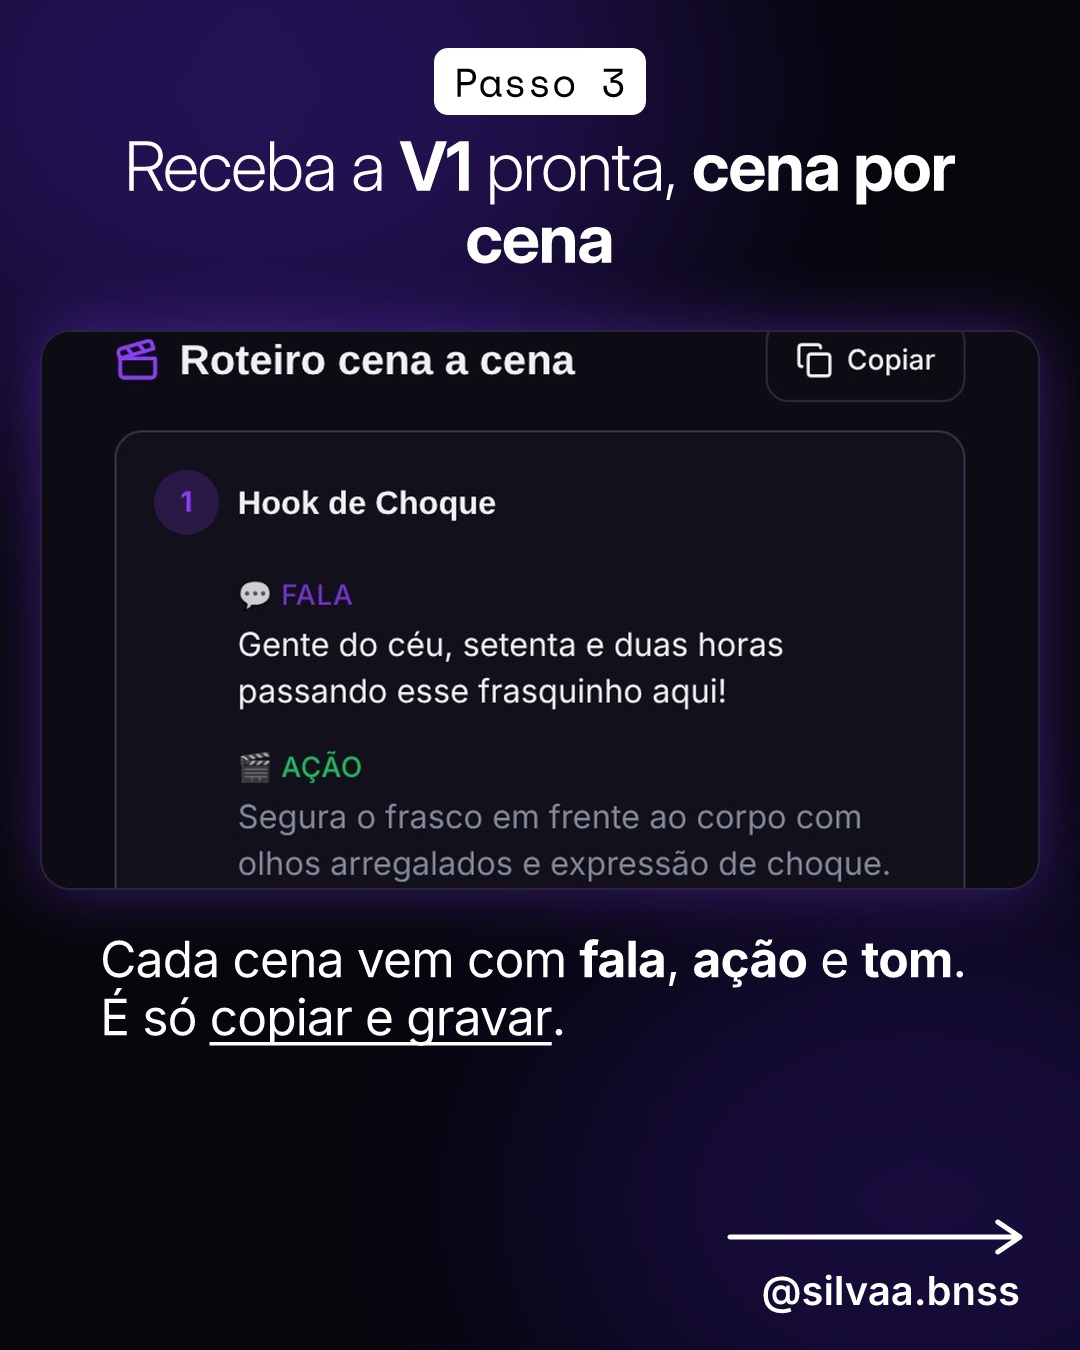 Passo 3
Receba a V1 pronta, cena por
cena
Roteiro cena a cena
Copiar
1
Hook de Choque
💬 FALA
Gente do céu, setenta e duas horas
passando esse frasquinho aqui!
🎬 AÇÃO
Segura o frasco em frente ao corpo com
olhos arregalados e expressão de choque.
Cada cena vem com fala, ação e tom.
É só copiar e gravar.
@silvaa.bnss